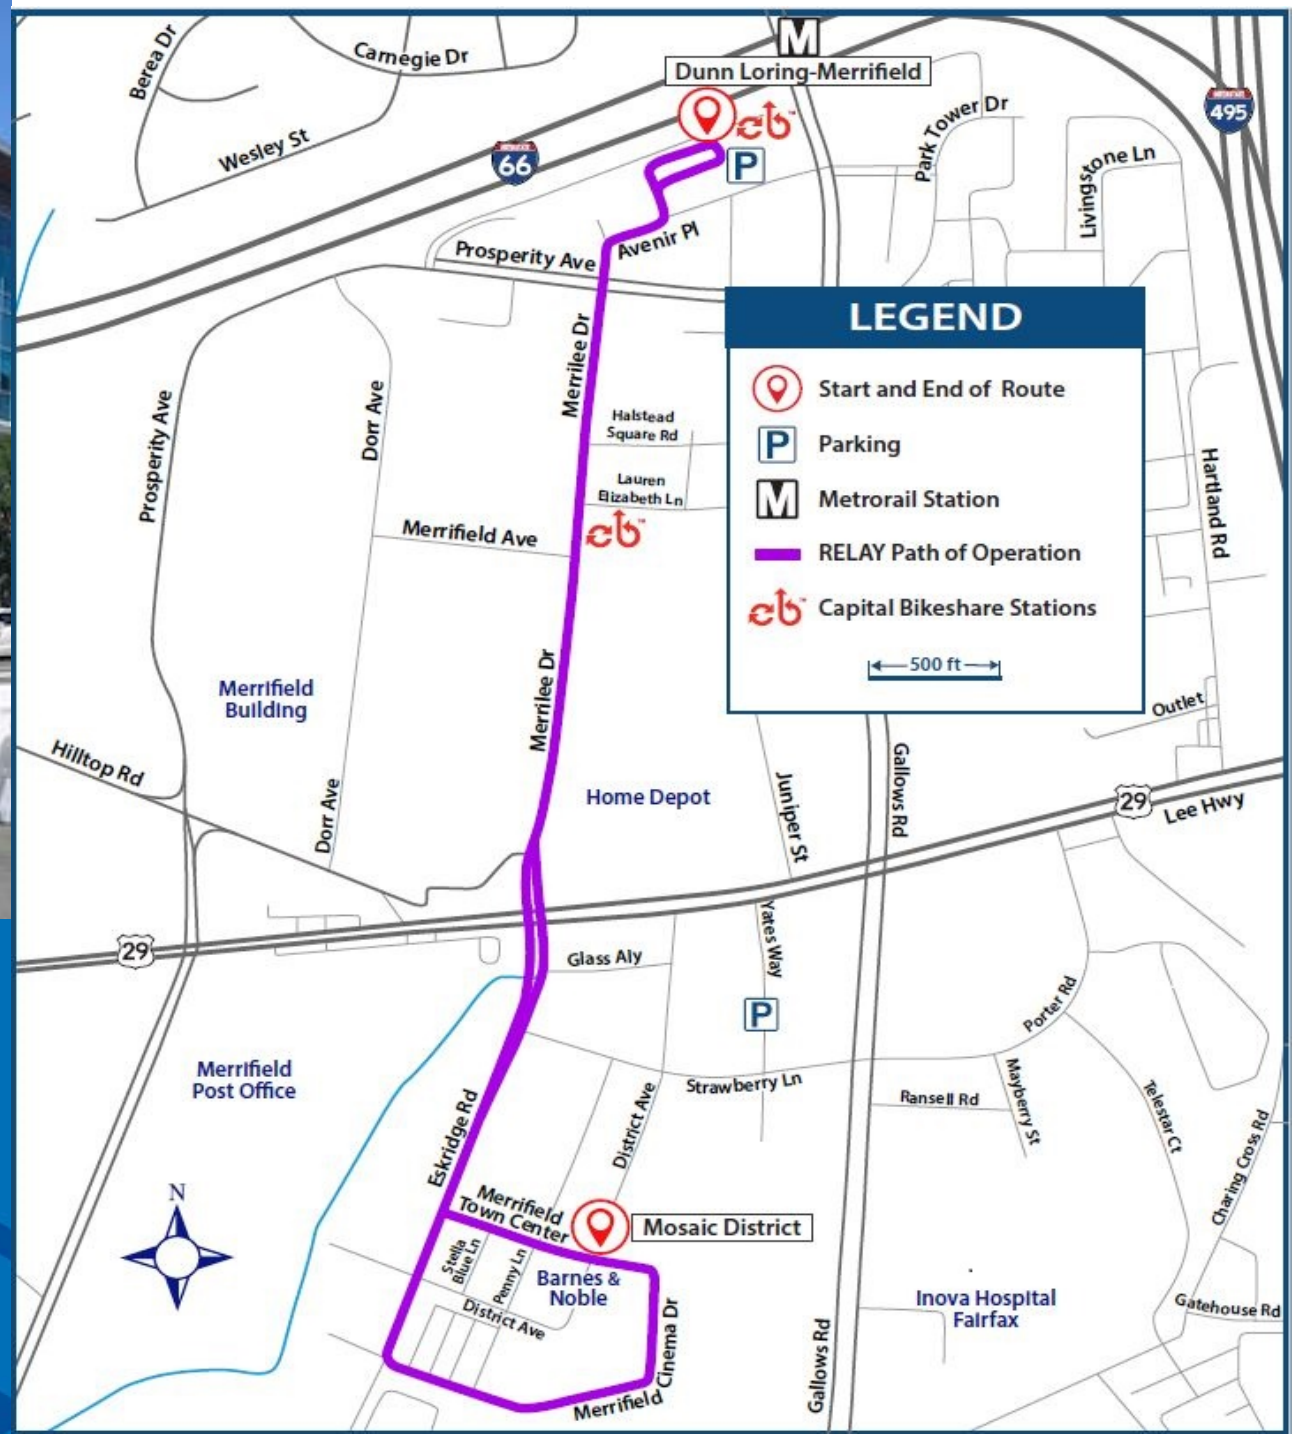 M
Dunn Loring-Merrifield
Berea Dr
Carnegie Dr
Wesley St
INTERSTATE
66
INTERSTATE
495
P
Park Tower Dr
Livingstone Ln
Avenir Pl
Prosperity Ave
Merrilee Dr
LEGEND
Start and End of Route
P Parking
M Metrorail Station
RELAY Path of Operation
cb™ Capital Bikeshare Stations
500 ft
Prosperity Ave
Dorr Ave
Halstead
Square Rd
Lauren
Elizabeth Ln
Merrifield Ave
Hartland Rd
Merrifield
Building
Merrilee Dr
Outlet
Hilltop Rd
Dorr Ave
Home Depot
Juniper St
Gallows Rd
29
Lee Hwy
29
Glass Aly
Yates Way
P
Porter Rd
Merrifield
Post Office
Strawberry Ln
Ransell Rd
Mayberry St
Telestar Ct
Charing Cross Rd
Eskridge Rd
District Ave
Merrifield
Town Center
Mosaic District
N
Stella
Blue Ln
Penny Ln
Barnes &
Noble
District Ave
Inova Hospital
Fairfax
Gatehouse Rd
Gallows Rd
Merrifield Cinema Dr